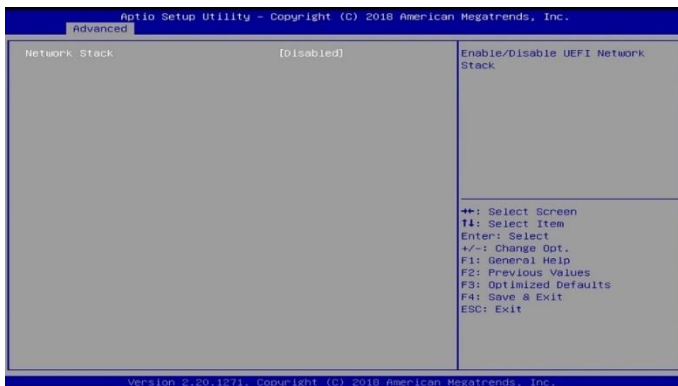 Aptio Setup Utility – Copyright (C) 2018 American Megatrends, Inc.
Advanced
Network Stack [Disabled]
Enable/Disable UEFI Network
Stack
→←: Select Screen
↑↓: Select Item
Enter: Select
+/-: Change Opt.
F1: General Help
F2: Previous Values
F3: Optimized Defaults
F4: Save & Exit
ESC: Exit
Version 2.20.1271. Copyright (C) 2018 American Megatrends, Inc.